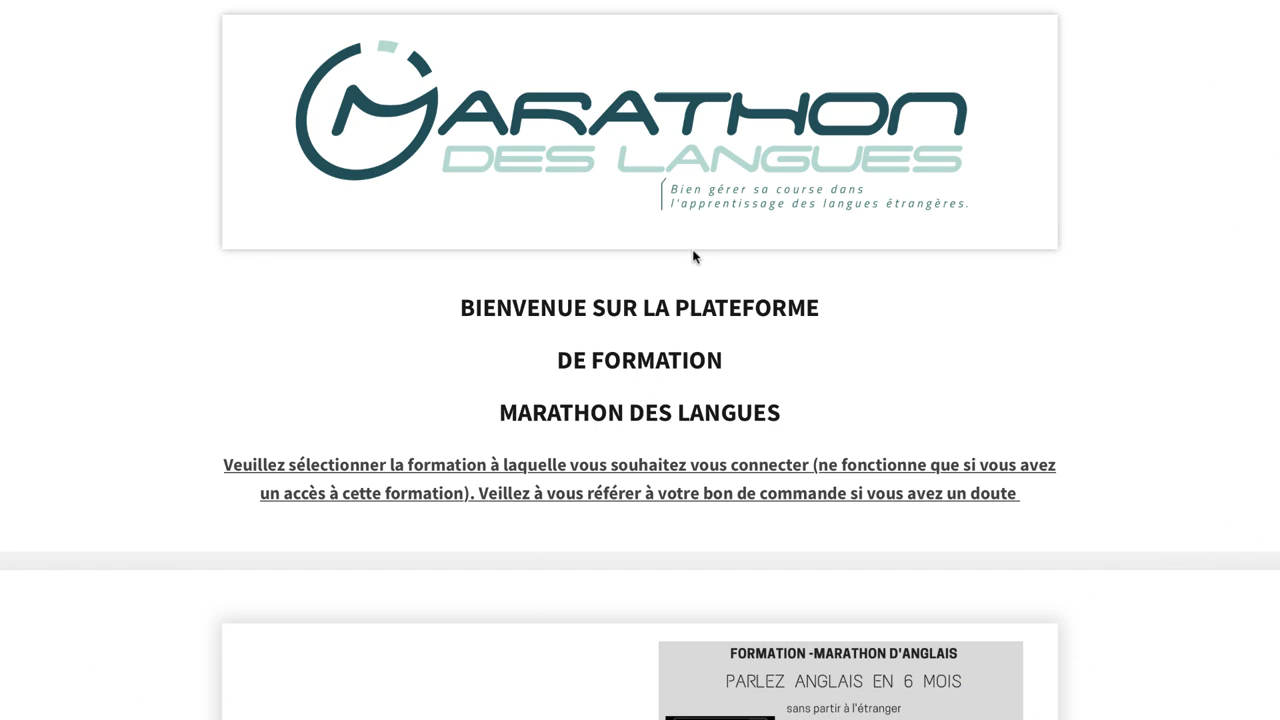 MARATHON
DES LANGUES
Bien gérer sa course dans
l'apprentissage des langues étrangères.
BIENVENUE SUR LA PLATEFORME
DE FORMATION
MARATHON DES LANGUES
Veuillez sélectionner la formation à laquelle vous souhaitez vous connecter (ne fonctionne que si vous avez
un accès à cette formation). Veillez à vous référer à votre bon de commande si vous avez un doute
FORMATION -MARATHON D'ANGLAIS
PARLEZ ANGLAIS EN 6 MOIS
sans partir à l'étranger